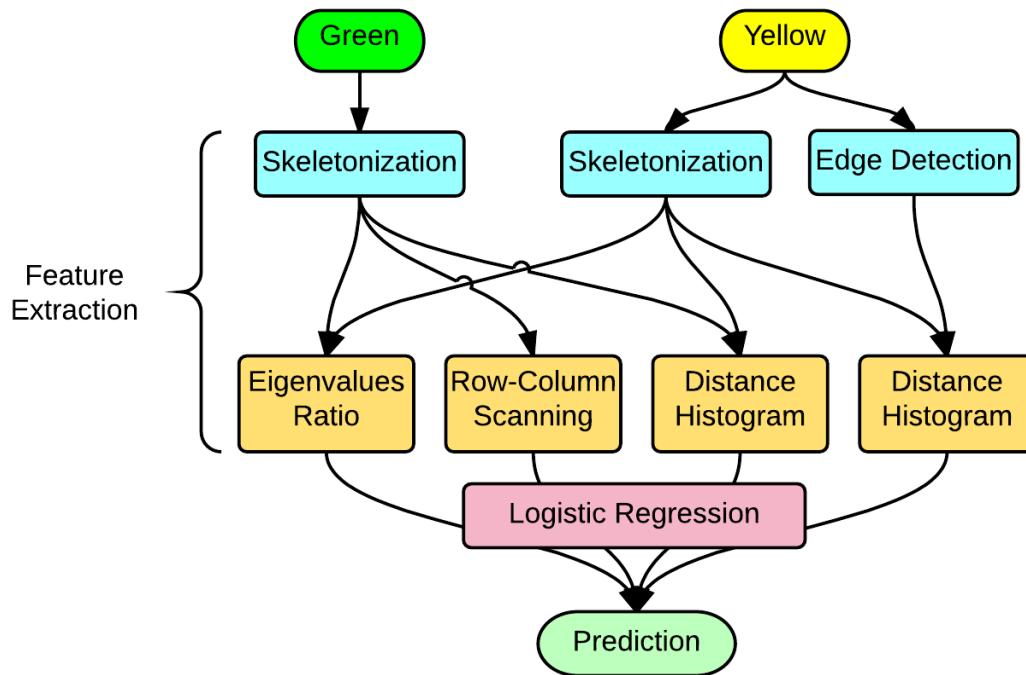 Green
Yellow
Skeletonization
Skeletonization
Edge Detection
Feature
Extraction
Eigenvalues
Ratio
Row-Column
Scanning
Distance
Histogram
Distance
Histogram
Logistic Regression
Prediction